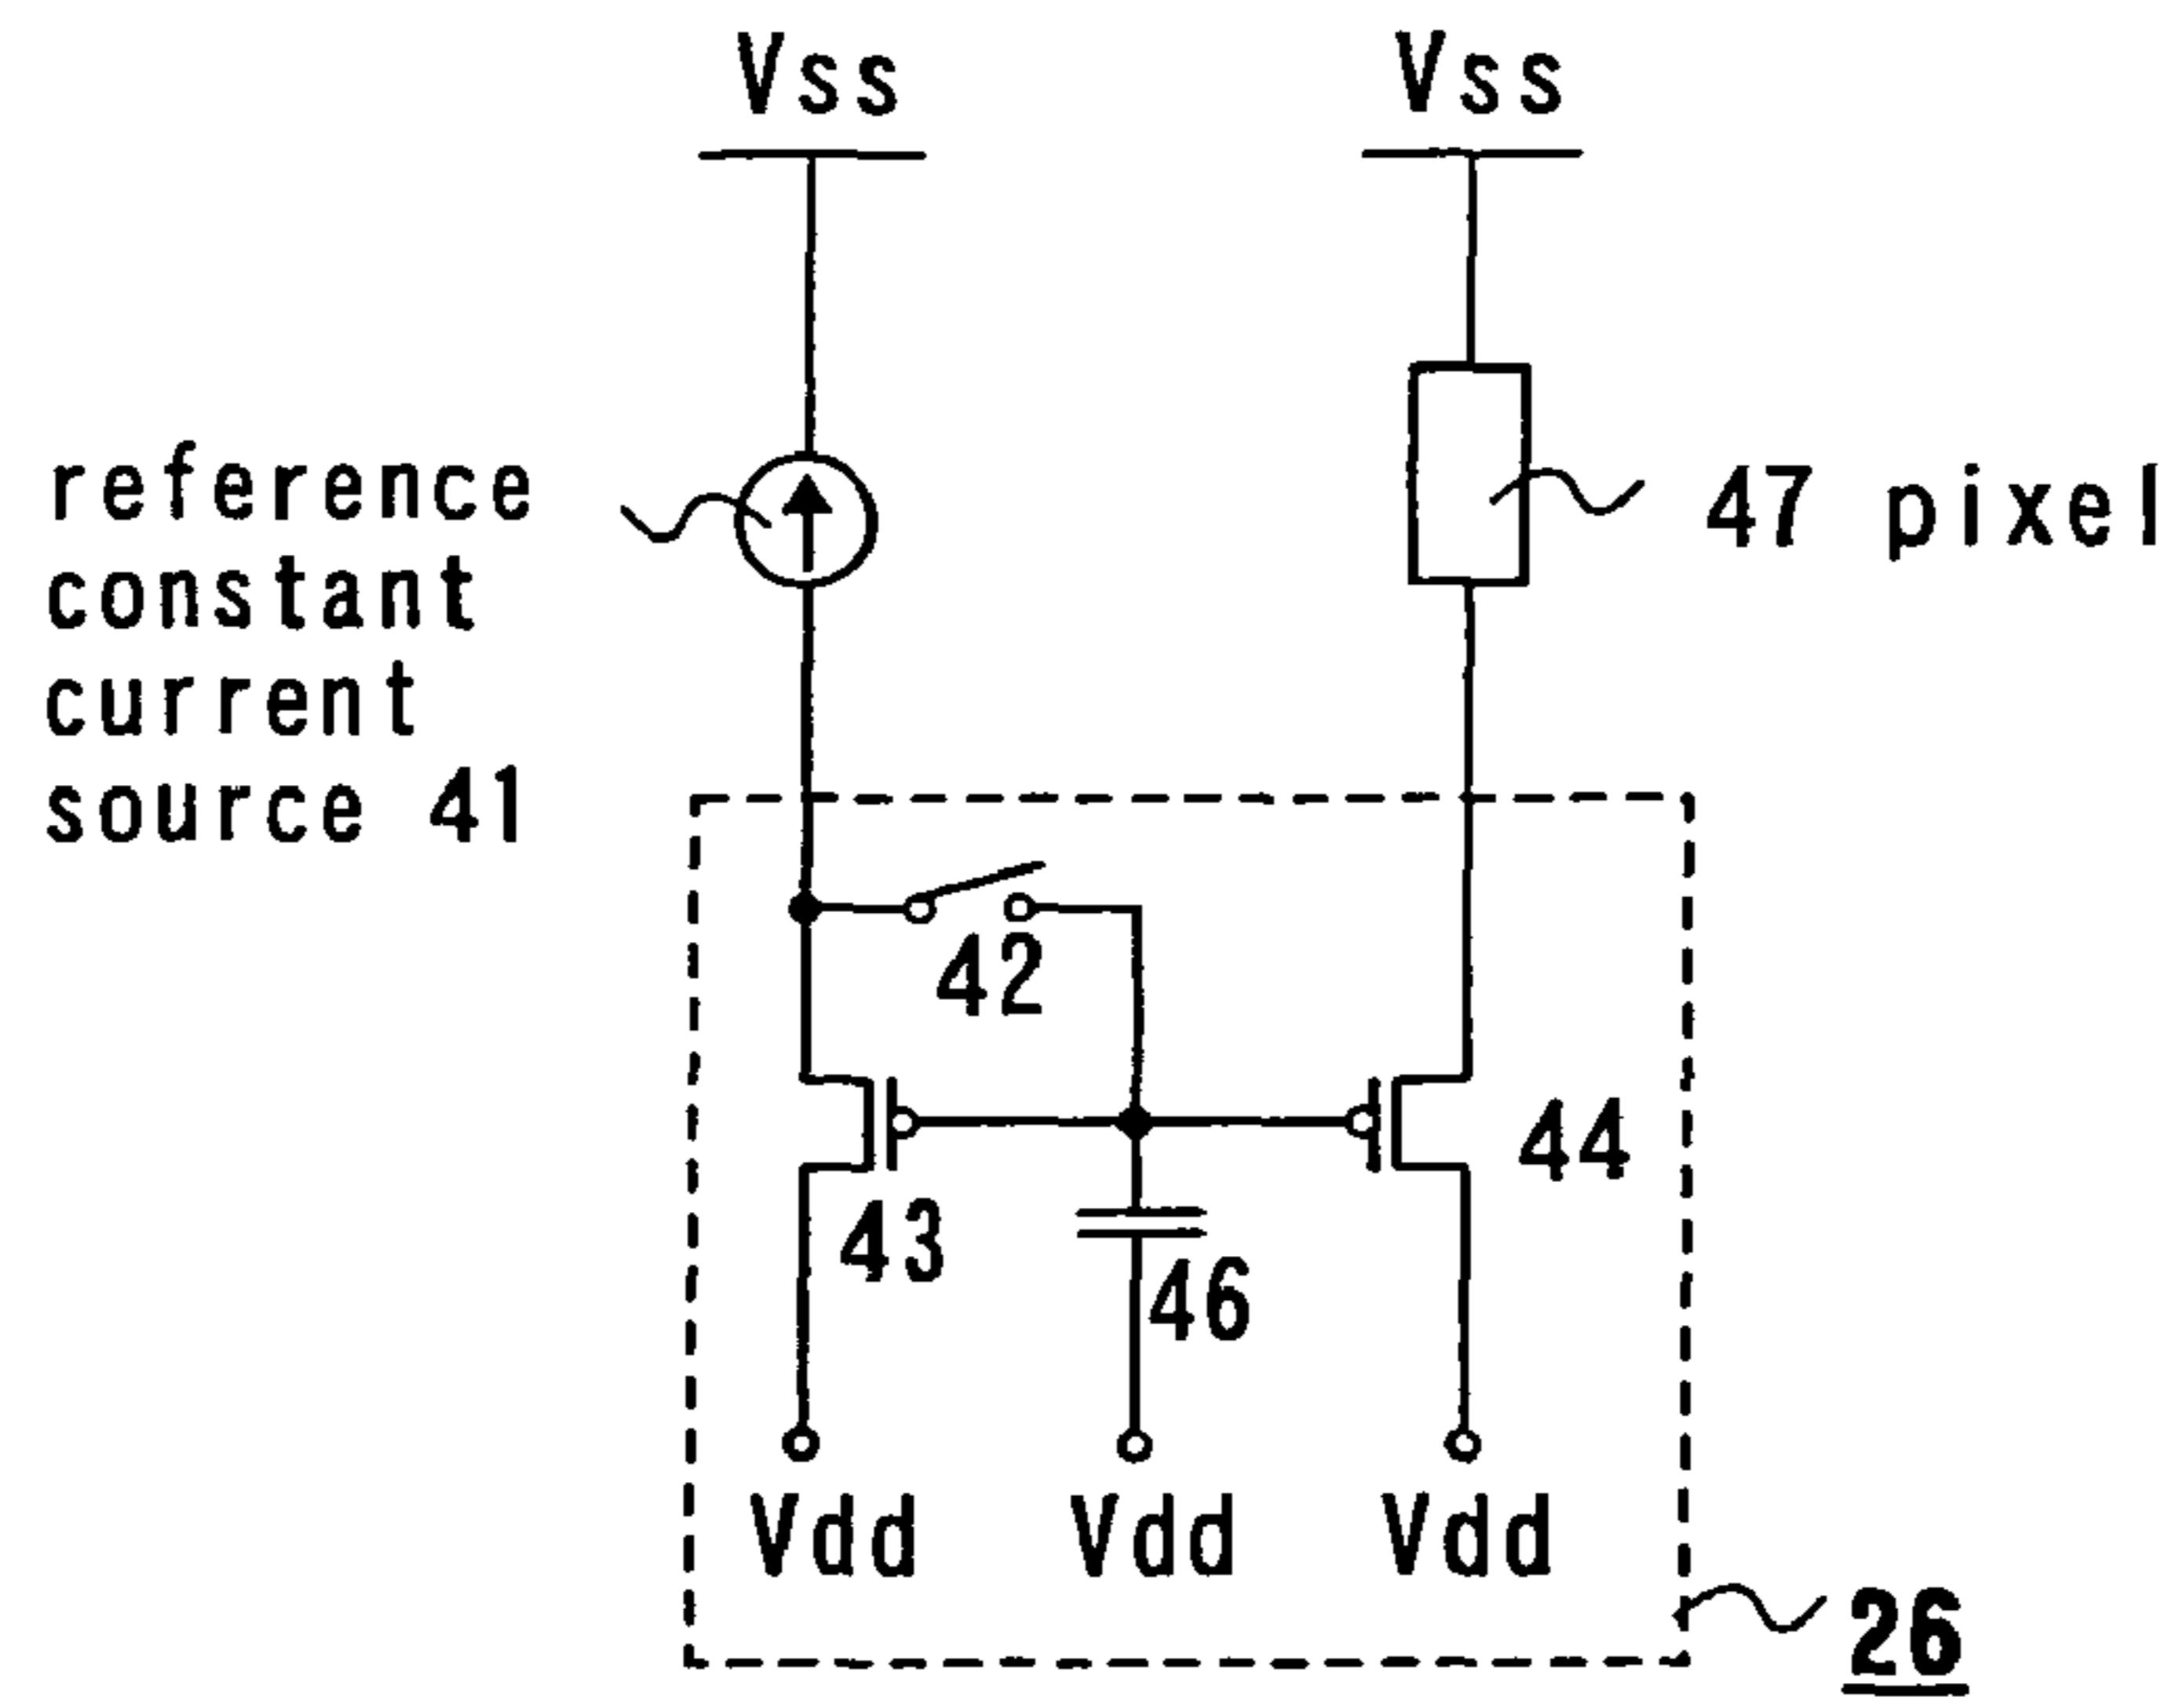 Vss
Vss
reference
constant
current
source 41
47 pixel
42
44
43
46
Vdd
Vdd
Vdd
26